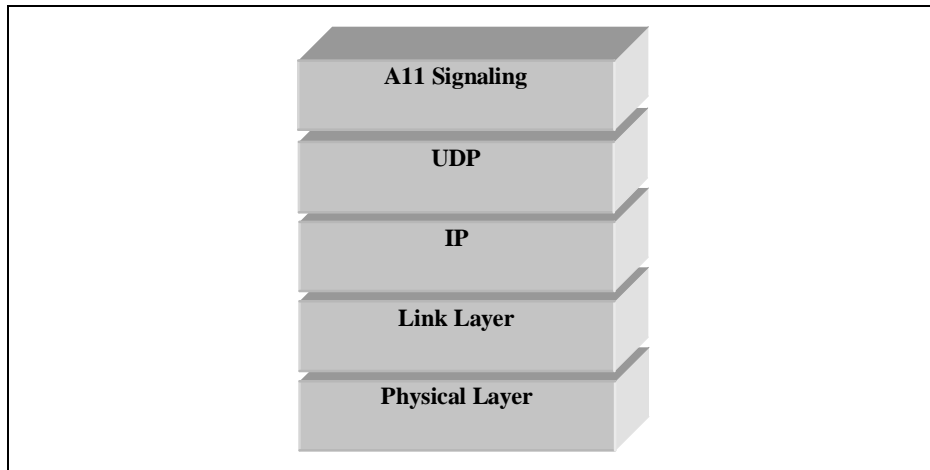 A11 Signaling
UDP
IP
Link Layer
Physical Layer